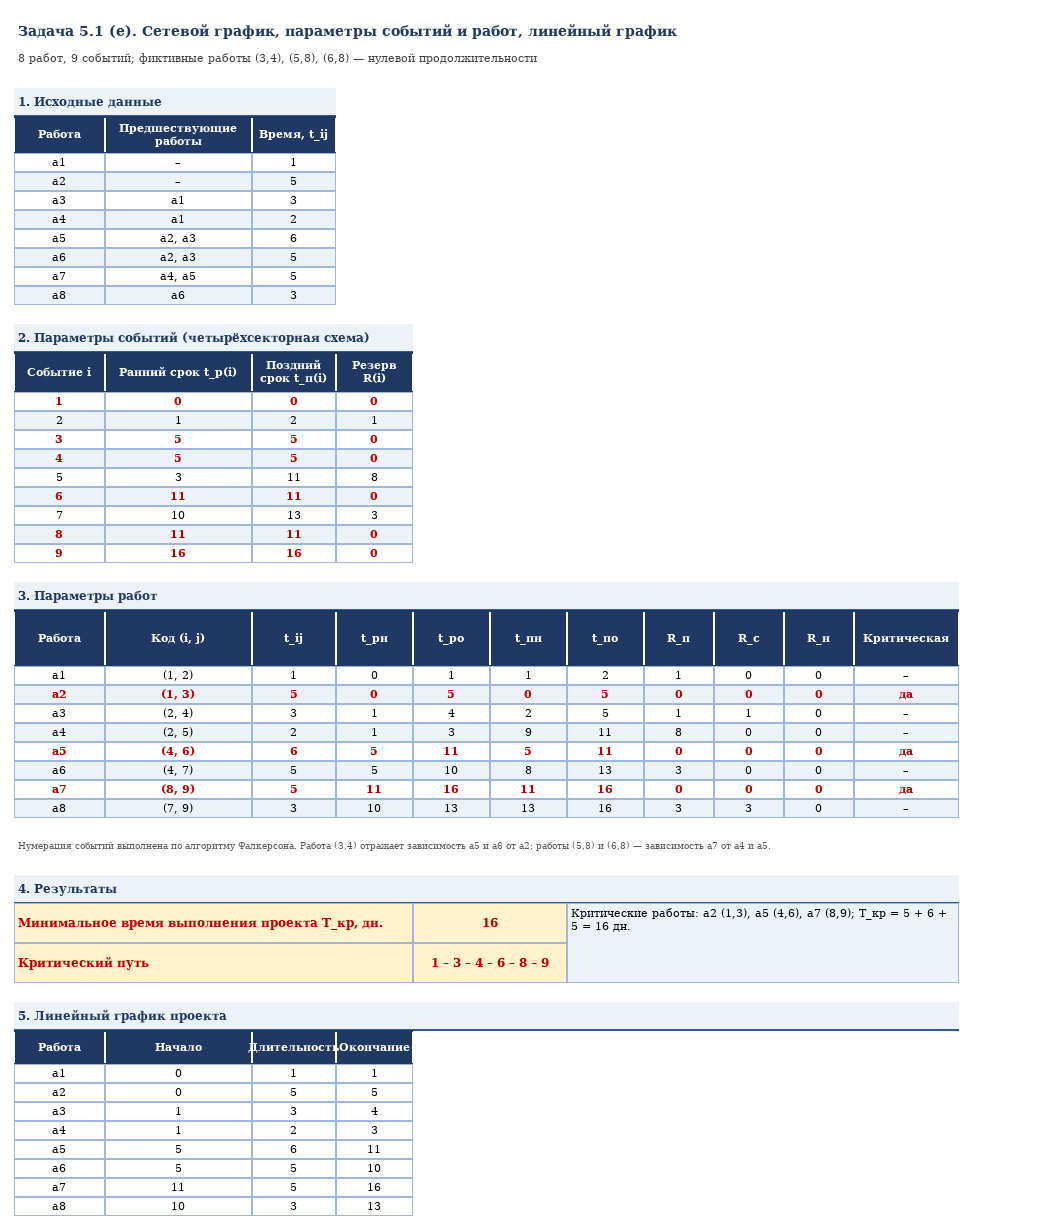 Задача 5.1 (е). Сетевой график, параметры событий и работ, линейный график
8 работ, 9 событий; фиктивные работы (3,4), (5,8), (6,8) — нулевой продолжительности
1. Исходные данные
Работа Предшествующие работы Время, t_ij
a1 – 1
a2 – 5
a3 a1 3
a4 a1 2
a5 a2, a3 6
a6 a2, a3 5
a7 a4, a5 5
a8 a6 3
2. Параметры событий (четырёхсекторная схема)
Событие i Ранний срок t_р(i) Поздний срок t_п(i) Резерв R(i)
1 0 0 0
2 1 2 1
3 5 5 0
4 5 5 0
5 3 11 8
6 11 11 0
7 10 13 3
8 11 11 0
9 16 16 0
3. Параметры работ
Работа Код (i, j) t_ij t_рн t_ро t_пн t_по R_п R_с R_н Критическая
a1 (1, 2) 1 0 1 1 2 1 0 0 –
a2 (1, 3) 5 0 5 0 5 0 0 0 да
a3 (2, 4) 3 1 4 2 5 1 1 0 –
a4 (2, 5) 2 1 3 9 11 8 0 0 –
a5 (4, 6) 6 5 11 5 11 0 0 0 да
a6 (4, 7) 5 5 10 8 13 3 0 0 –
a7 (8, 9) 5 11 16 11 16 0 0 0 да
a8 (7, 9) 3 10 13 13 16 3 3 0 –
Нумерация событий выполнена по алгоритму Фалкерсона. Работа (3,4) отражает зависимость a5 и a6 от a2; работы (5,8) и (6,8) — зависимость a7 от a4 и a5.
4. Результаты
Минимальное время выполнения проекта T_кр, дн. 16
Критические работы: a2 (1,3), a5 (4,6), a7 (8,9); T_кр = 5 + 6 +
5 = 16 дн.
Критический путь 1 – 3 – 4 – 6 – 8 – 9
5. Линейный график проекта
Работа Начало Длительность Окончание
a1 0 1 1
a2 0 5 5
a3 1 3 4
a4 1 2 3
a5 5 6 11
a6 5 5 10
a7 11 5 16
a8 10 3 13